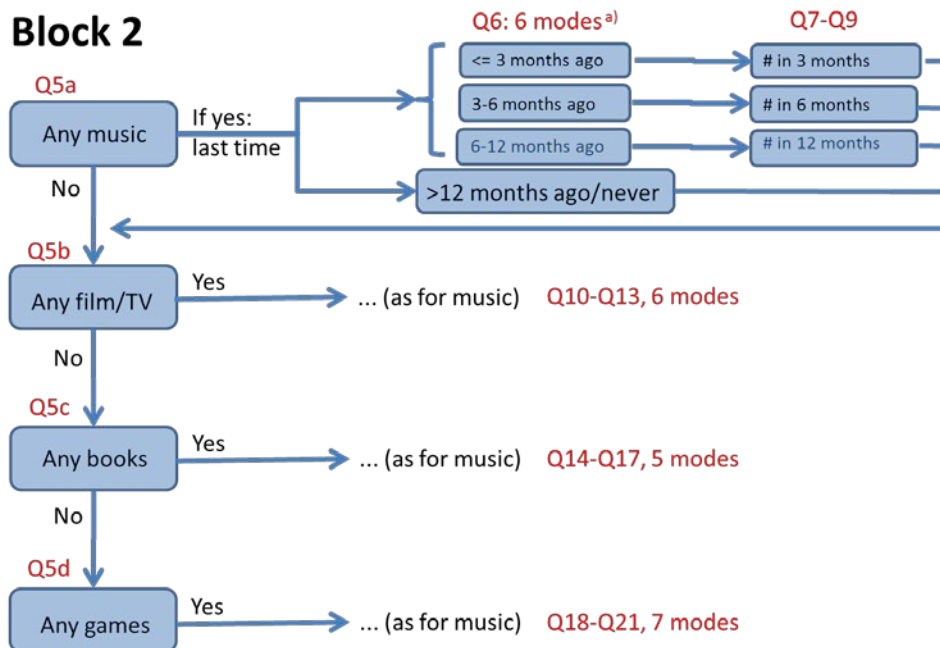 Block 2
Q6: 6 modes a)
Q7-Q9
Q5a
<= 3 months ago
# in 3 months
Any music
If yes:
last time
3-6 months ago
# in 6 months
6-12 months ago
# in 12 months
No
>12 months ago/never
Q5b
Any film/TV
Yes
... (as for music)
Q10-Q13, 6 modes
No
Q5c
Any books
Yes
... (as for music)
Q14-Q17, 5 modes
No
Q5d
Any games
Yes
... (as for music)
Q18-Q21, 7 modes